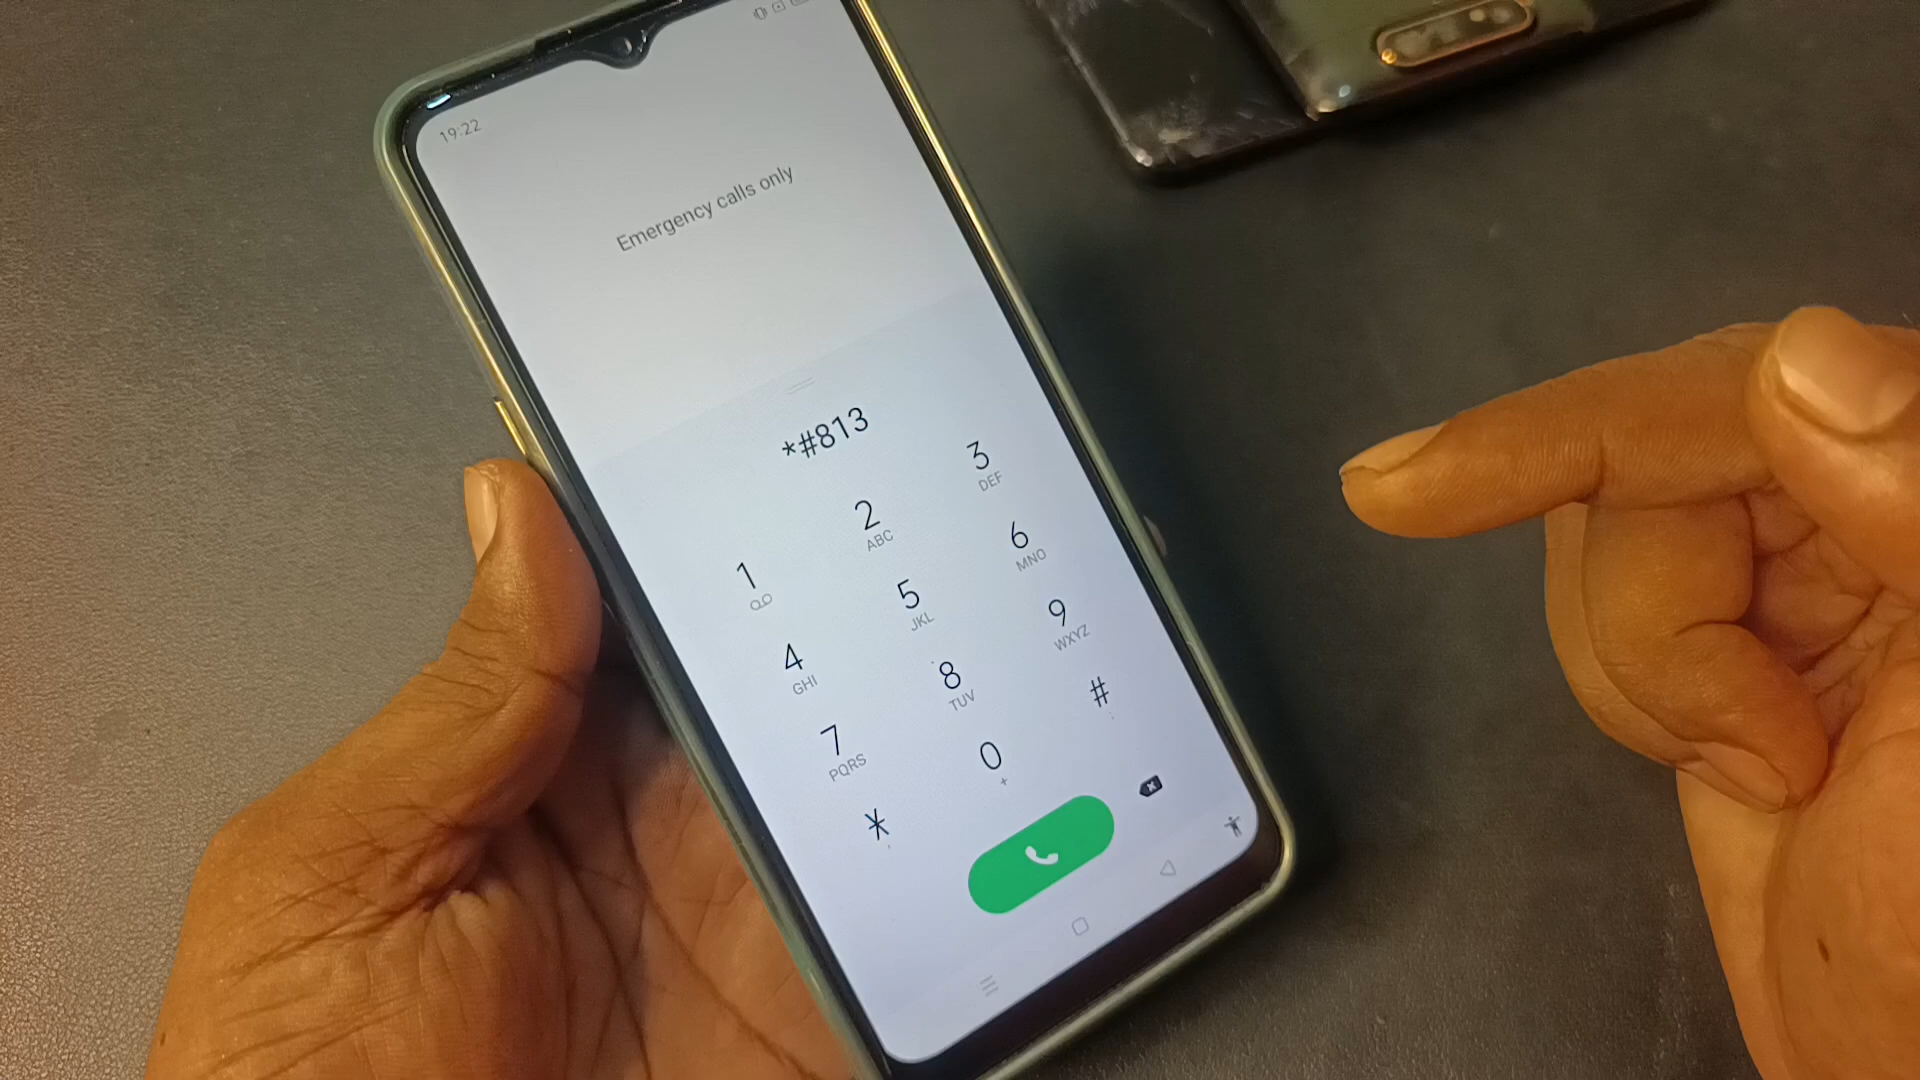 19:22
Emergency calls only
*#813
1
2
ABC
3
DEF
4
GHI
5
JKL
6
MNO
7
PQRS
8
TUV
9
WXYZ
*
,
0
+
#
;